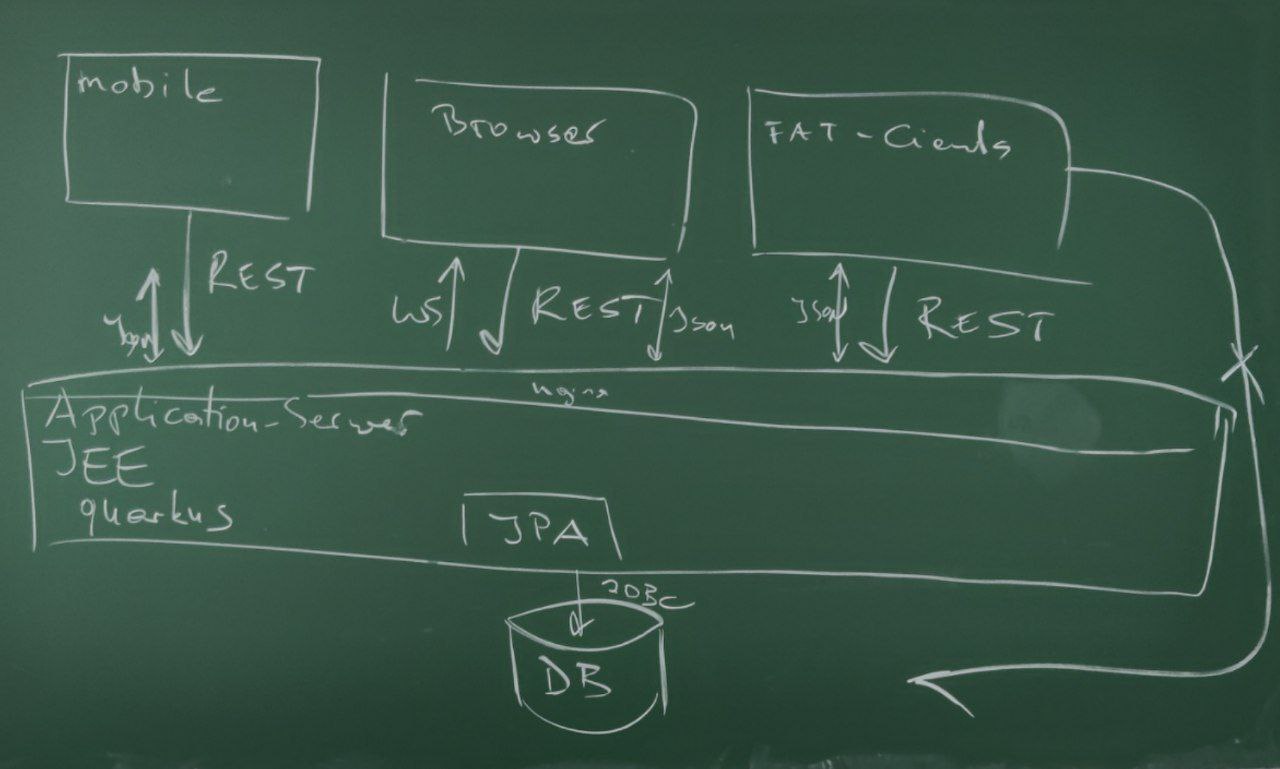 mobile
Browser
FAT-Cients
REST
Json
WS
REST
Json
Json
REST
nginx
Application-Server
JEE
quarkus
JPA
JDBC
DB